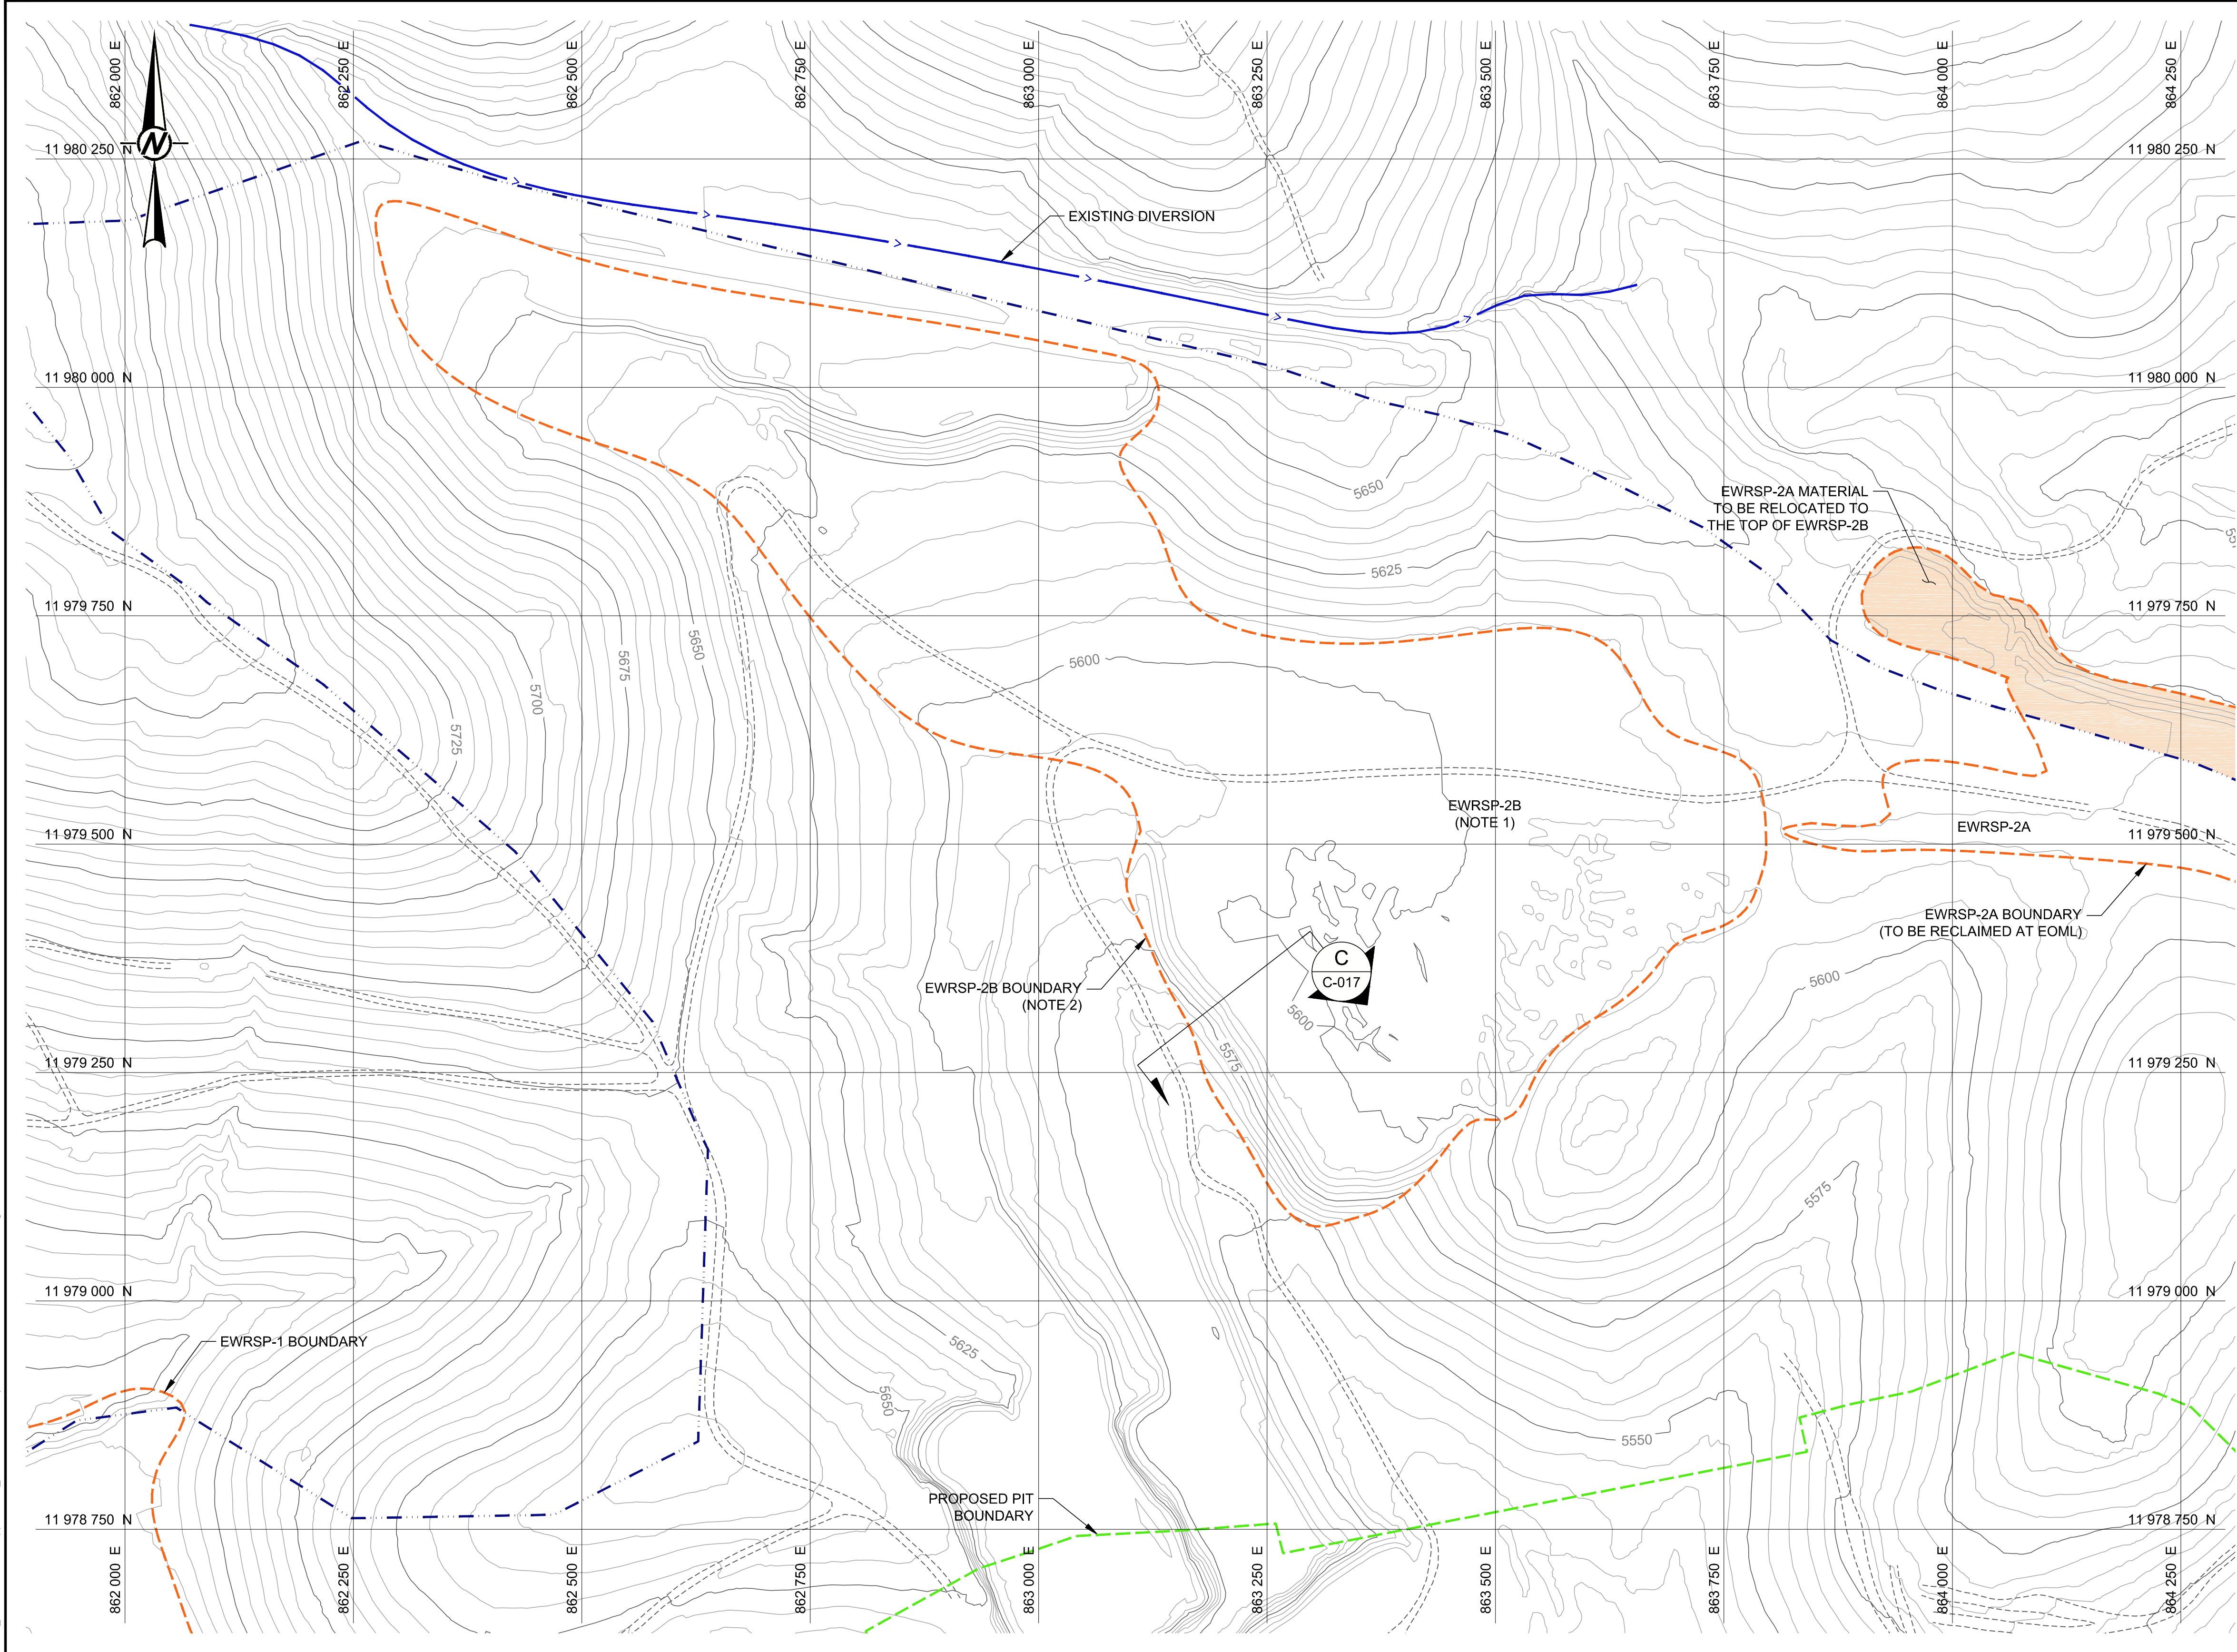 862 000 E
862 250 E
862 500 E
862 750 E
863 000 E
863 250 E
863 500 E
863 750 E
864 000 E
864 250 E
N
11 980 250 N
11 980 250 N
EXISTING DIVERSION
11 980 000 N
11 980 000 N
5650
EWRSP-2A MATERIAL
TO BE RELOCATED TO
THE TOP OF EWRSP-2B
5625
11 979 750 N
11 979 750 N
5650
5675
5700
5725
5600
EWRSP-2B
(NOTE 1)
EWRSP-2A
11 979 500 N
11 979 500 N
EWRSP-2A BOUNDARY
(TO BE RECLAIMED AT EOML)
C
C-017
EWRSP-2B BOUNDARY
(NOTE 2)
5600
5600
5575
11 979 250 N
11 979 250 N
5575
11 979 000 N
11 979 000 N
EWRSP-1 BOUNDARY
5625
5650
5550
PROPOSED PIT
BOUNDARY
11 978 750 N
11 978 750 N
862 000 E
862 250 E
862 500 E
862 750 E
863 000 E
863 250 E
863 500 E
863 750 E
864 000 E
864 250 E